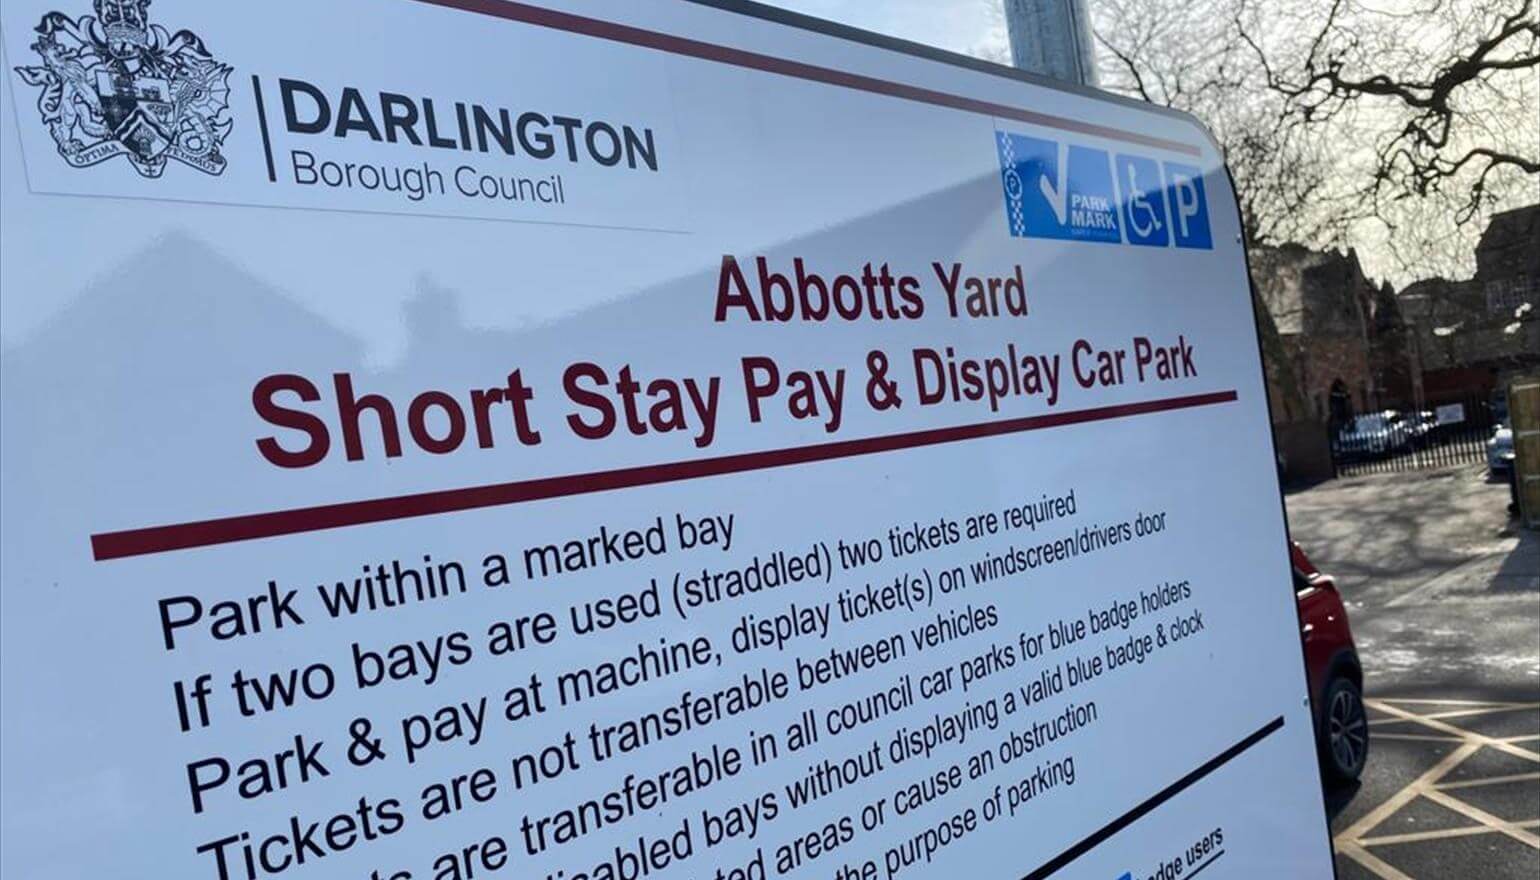 OPTIMA PETAMUS
DARLINGTON
Borough Council
PARK
MARK
P
Abbotts Yard
Short Stay Pay & Display Car Park
Park within a marked bay
If two bays are used (straddled) two tickets are required
Park & pay at machine, display ticket(s) on windscreen/drivers door
Tickets are not transferable between vehicles
are transferable in all council car parks for blue badge holders
bays without displaying a valid blue badge & clock
areas or cause an obstruction
the purpose of parking
users